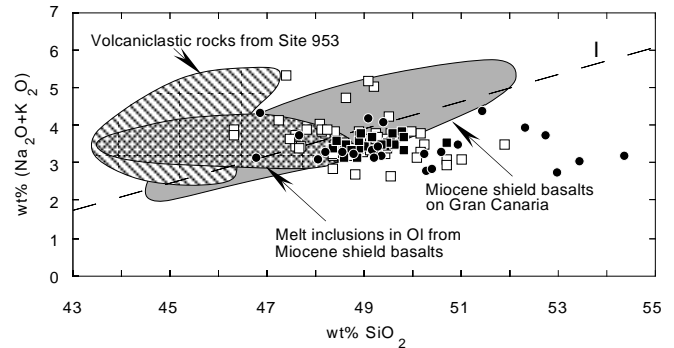 7
6
5
4
3
2
1
0
wt% (Na2O+K2O)
Volcaniclastic rocks from Site 953
I
Miocene shield basalts
on Gran Canaria
Melt inclusions in Ol from
Miocene shield basalts
43 45 47 49 51 53 55
wt% SiO2